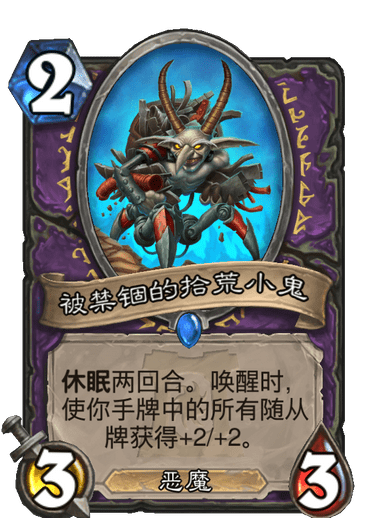 2
被禁锢的拾荒小鬼
休眠两回合。唤醒时,
使你手牌中的所有随从
牌获得+2/+2。
3
恶魔
3